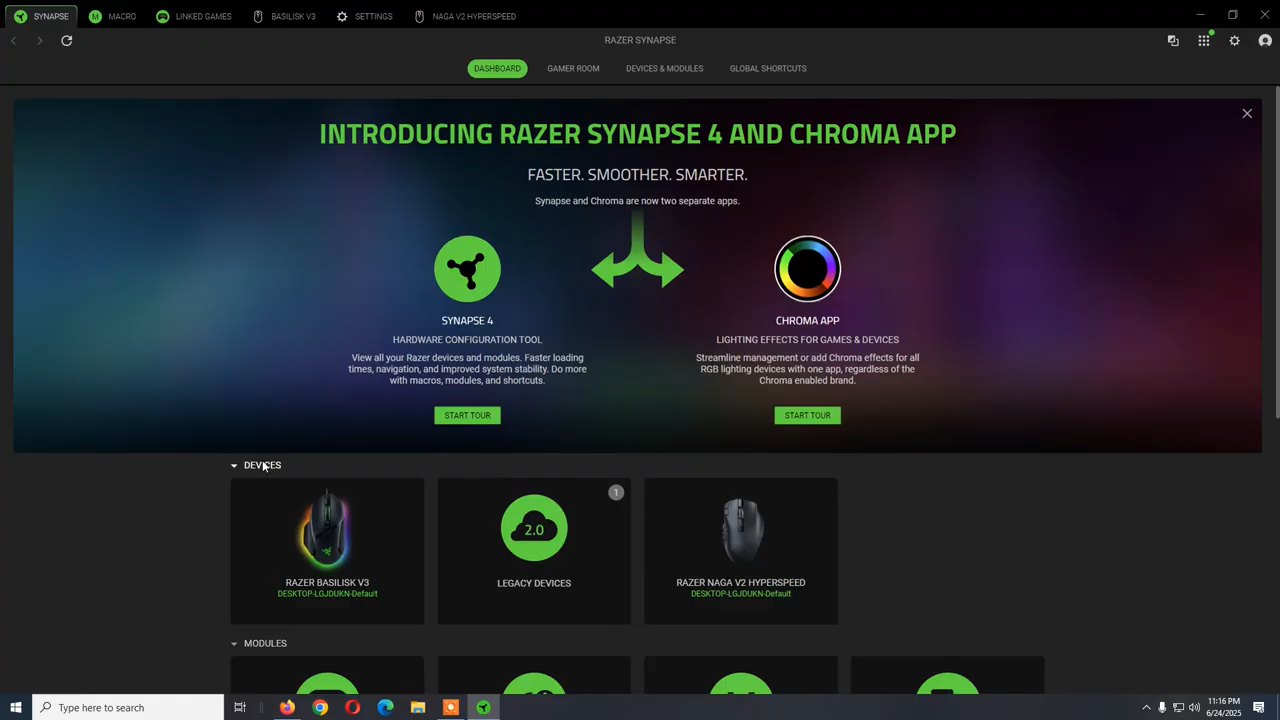 SYNAPSE
MACRO
LINKED GAMES
BASILISK V3
SETTINGS
NAGA V2 HYPERSPEED
RAZER SYNAPSE
DASHBOARD
GAMER ROOM
DEVICES & MODULES
GLOBAL SHORTCUTS
INTRODUCING RAZER SYNAPSE 4 AND CHROMA APP
FASTER. SMOOTHER. SMARTER.
Synapse and Chroma are now two separate apps.
SYNAPSE 4
HARDWARE CONFIGURATION TOOL
View all your Razer devices and modules. Faster loading
times, navigation, and improved system stability. Do more
with macros, modules, and shortcuts.
START TOUR
CHROMA APP
LIGHTING EFFECTS FOR GAMES & DEVICES
Streamline management or add Chroma effects for all
RGB lighting devices with one app, regardless of the
Chroma enabled brand.
START TOUR
DEVICES
RAZER BASILISK V3
DESKTOP-LGJDUKN-Default
1
2.0
LEGACY DEVICES
RAZER NAGA V2 HYPERSPEED
DESKTOP-LGJDUKN-Default
MODULES
Type here to search
11:16 PM
6/24/2025